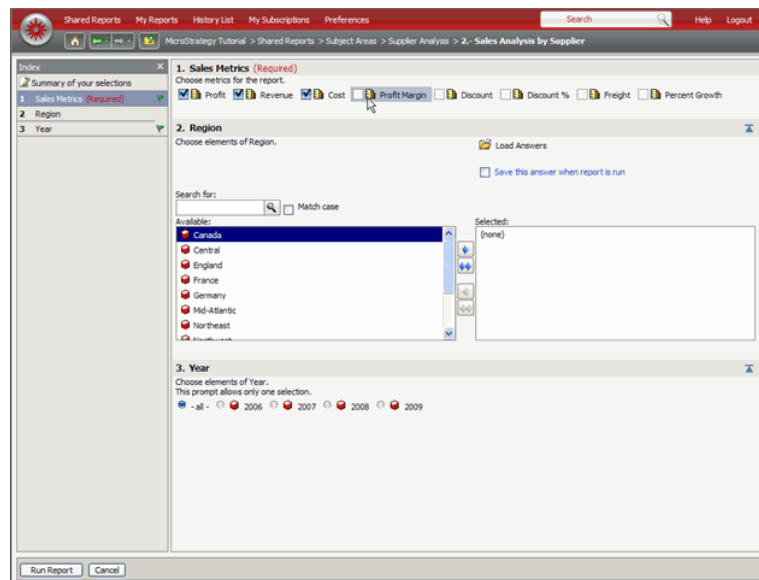 Shared Reports My Reports History List My Subscriptions Preferences Search Help Logout
MicroStrategy Tutorial > Shared Reports > Subject Areas > Supplier Analysis > 2.- Sales Analysis by Supplier
Index
Summary of your selections
1 Sales Metrics (Required)
2 Region
3 Year
1. Sales Metrics (Required)
Choose metrics for the report.
Profit Revenue Cost Profit Margin Discount Discount % Freight Percent Growth
2. Region
Choose elements of Region.
Load Answers
Save this answer when report is run
Search for:
Match case
Available:
Canada
Central
England
France
Germany
Mid-Atlantic
Northeast
Selected:
(none)
3. Year
Choose elements of Year.
This prompt allows only one selection.
- all - 2006 2007 2008 2009
Run Report Cancel